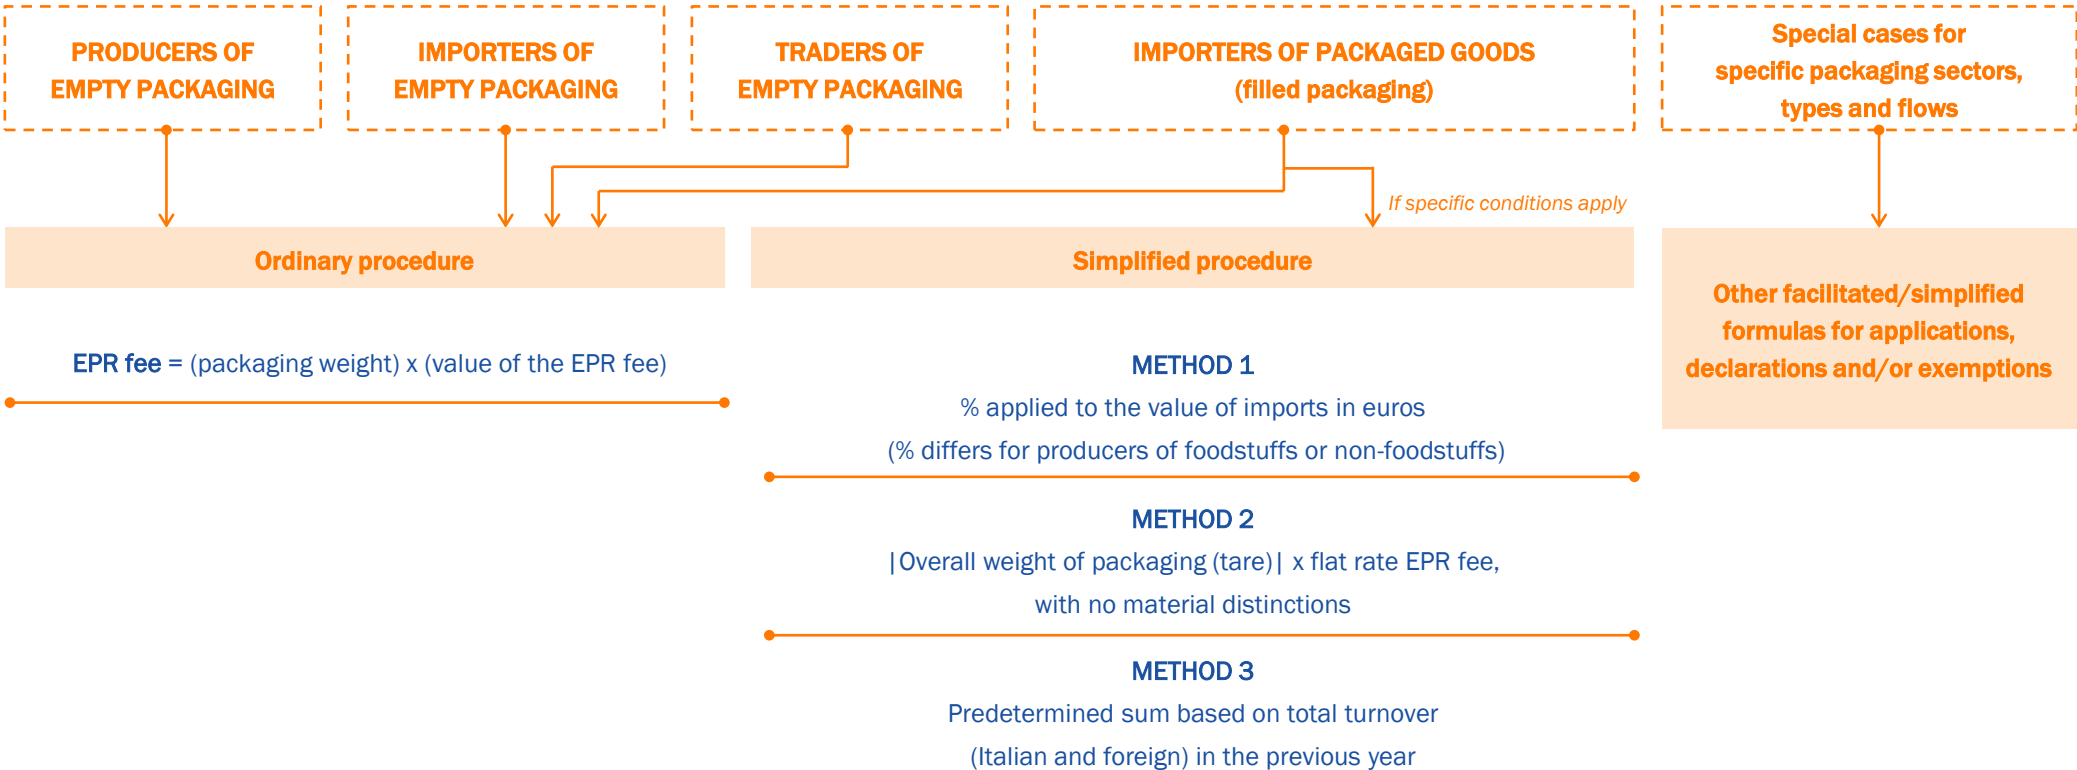 PRODUCERS OF
EMPTY PACKAGING
IMPORTERS OF
EMPTY PACKAGING
TRADERS OF
EMPTY PACKAGING
IMPORTERS OF PACKAGED GOODS
(filled packaging)
Special cases for
specific packaging sectors,
types and flows
If specific conditions apply
Ordinary procedure
Simplified procedure
Other facilitated/simplified
formulas for applications,
declarations and/or exemptions
EPR fee = (packaging weight) x (value of the EPR fee)
METHOD 1
% applied to the value of imports in euros
(% differs for producers of foodstuffs or non-foodstuffs)
METHOD 2
|Overall weight of packaging (tare)| x flat rate EPR fee,
with no material distinctions
METHOD 3
Predetermined sum based on total turnover
(Italian and foreign) in the previous year